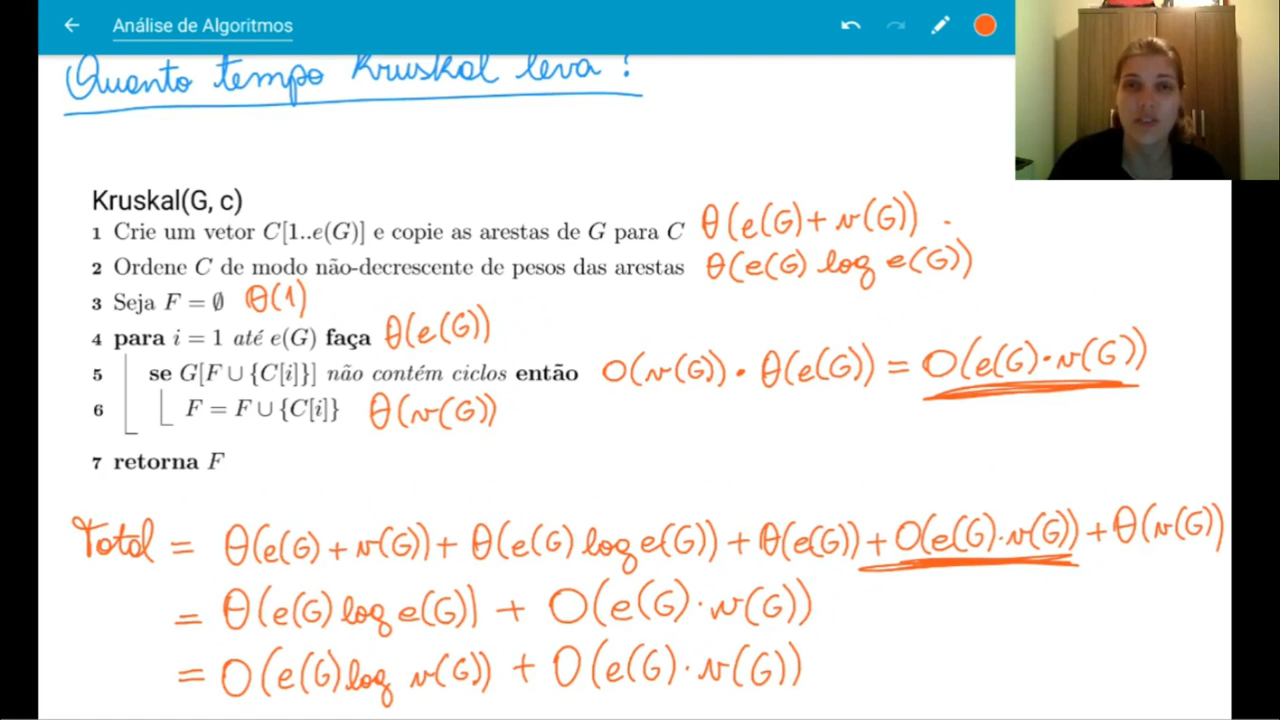 Análise de Algoritmos
Quanto tempo Kruskal leva?
Kruskal(G, c)
1 Crie um vetor C[1..e(G)] e copie as arestas de G para C θ(e(G)+v(G))
2 Ordene C de modo não-decrescente de pesos das arestas θ(e(G) log e(G))
3 Seja F = ∅ θ(1)
4 para i = 1 até e(G) faça θ(e(G))
5 se G[F ∪ {C[i]}] não contém ciclos então O(v(G)) · θ(e(G)) = O(e(G)·v(G))
6 F = F ∪ {C[i]} θ(v(G))
7 retorna F
Total = θ(e(G)+v(G)) + θ(e(G) log e(G)) + θ(e(G)) + O(e(G)·v(G)) + θ(v(G))
= θ(e(G) log e(G)) + O(e(G)·v(G))
= O(e(G) log v(G)) + O(e(G)·v(G))